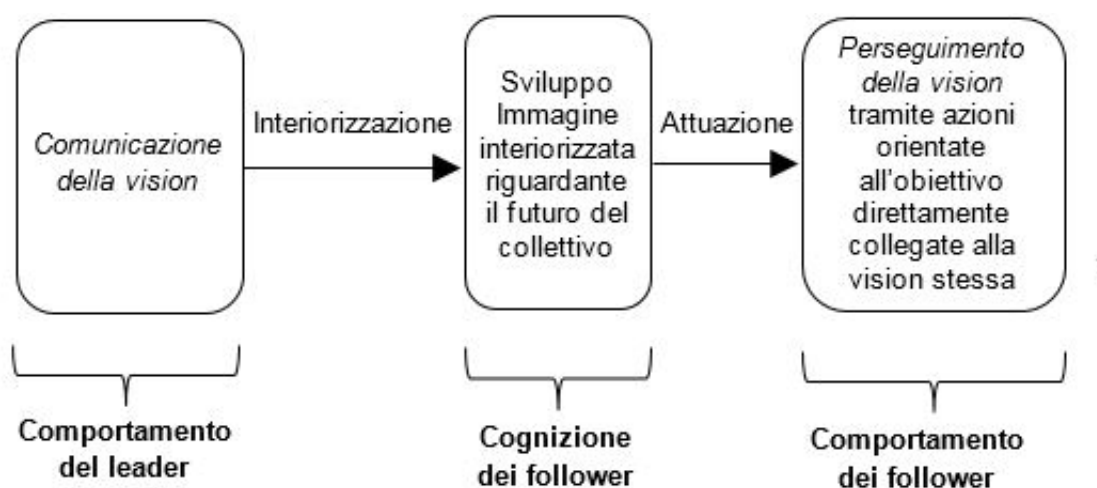 Comunicazione
della vision
Interiorizzazione
Sviluppo
Immagine
interiorizzata
riguardante
il futuro del
collettivo
Attuazione
Perseguimento
della vision
tramite azioni
orientate
all'obiettivo
direttamente
collegate alla
vision stessa
Comportamento
del leader
Cognizione
dei follower
Comportamento
dei follower